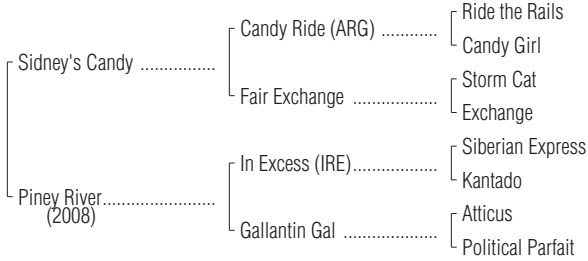 Ride the Rails
Candy Ride (ARG) ...........
Candy Girl
Sidney's Candy ...............
Storm Cat
Fair Exchange .................
Exchange
Siberian Express
In Excess (IRE).................
Kantado
Piney River......................
(2008)
Atticus
Gallantin Gal ..................
Political Parfait